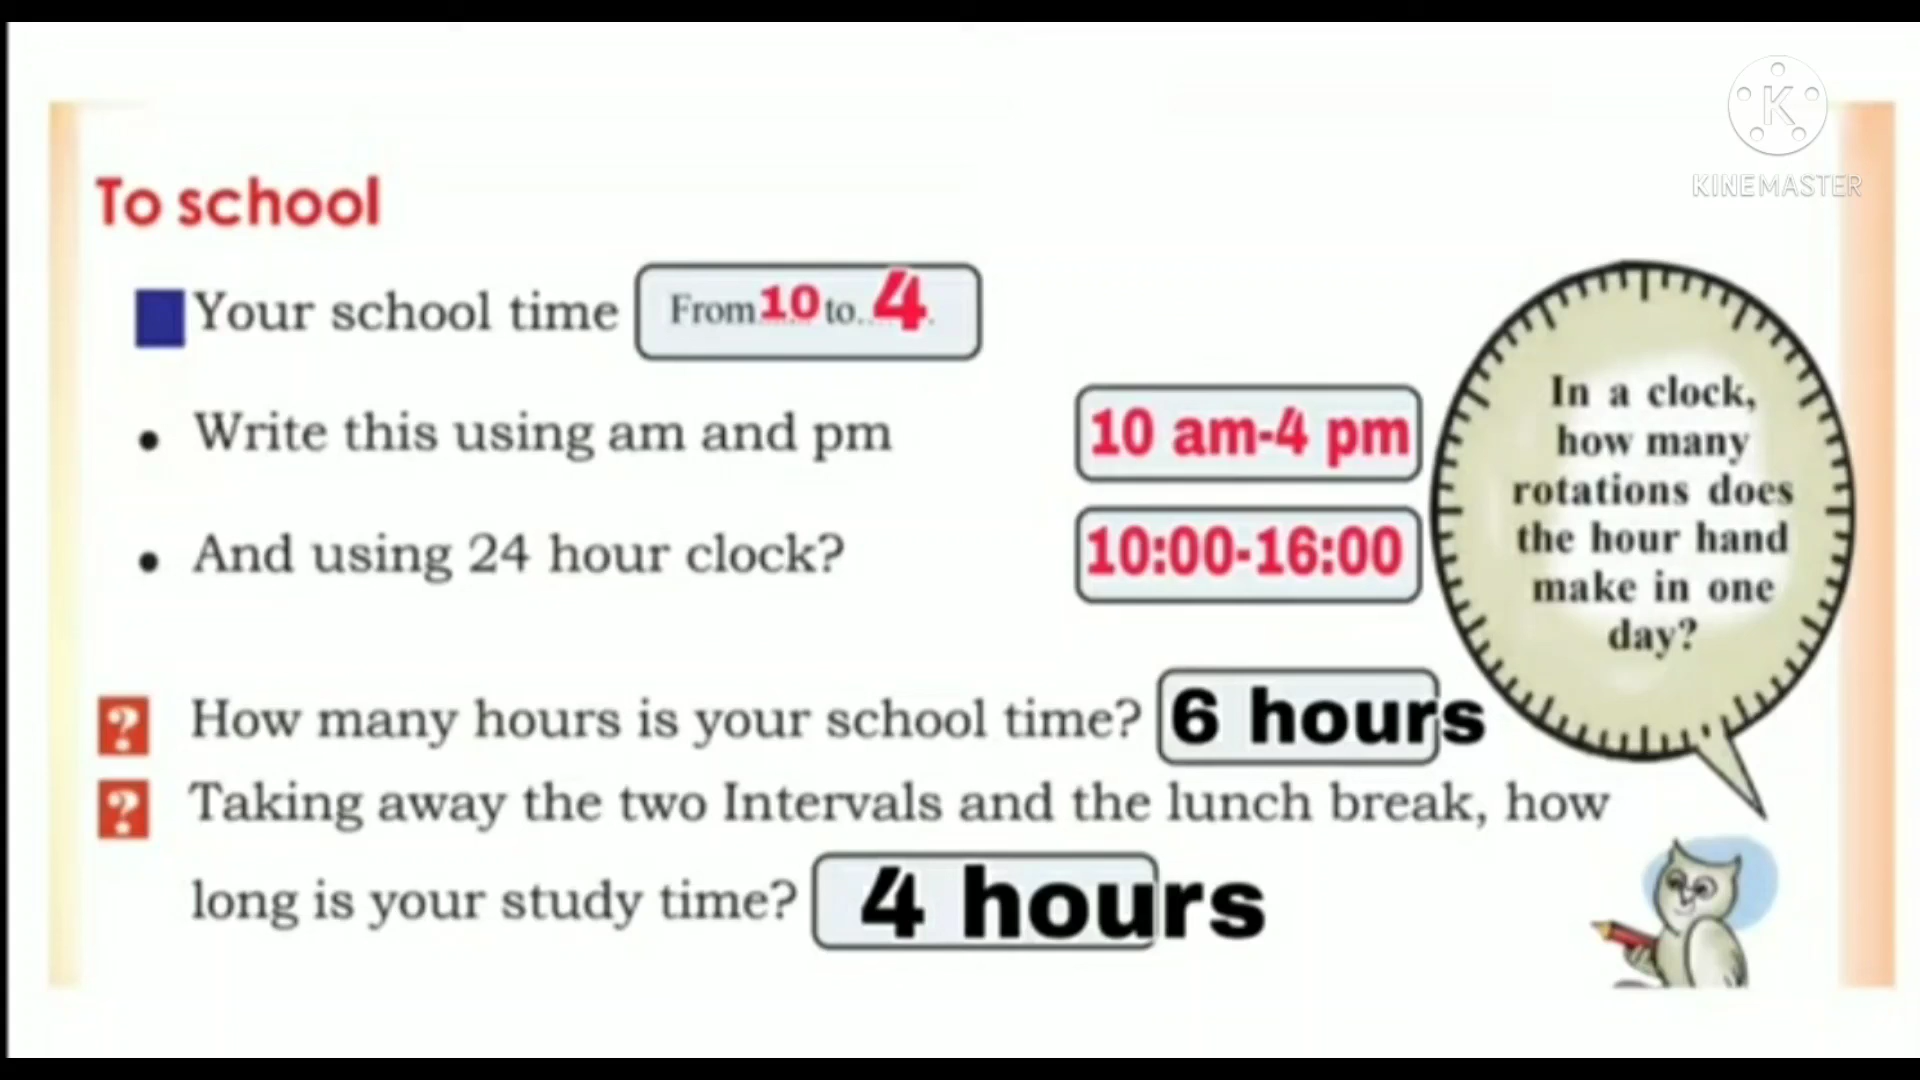 KINEMASTER
To school
Your school time From 10 to 4
Write this using am and pm 10 am-4 pm
And using 24 hour clock? 10:00-16:00
In a clock,
how many
rotations does
the hour hand
make in one
day?
? How many hours is your school time? 6 hours
? Taking away the two Intervals and the lunch break, how
long is your study time? 4 hours